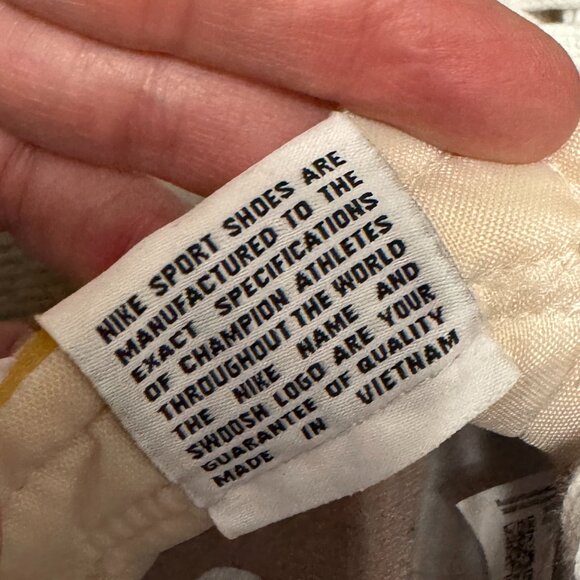 NIKE SPORT SHOES ARE
MANUFACTURED TO THE
EXACT SPECIFICATIONS
OF CHAMPION ATHLETES
THROUGHOUT THE WORLD
THE NIKE NAME AND
SWOOSH LOGO ARE YOUR
GUARANTEE OF QUALITY
MADE IN VIETNAM